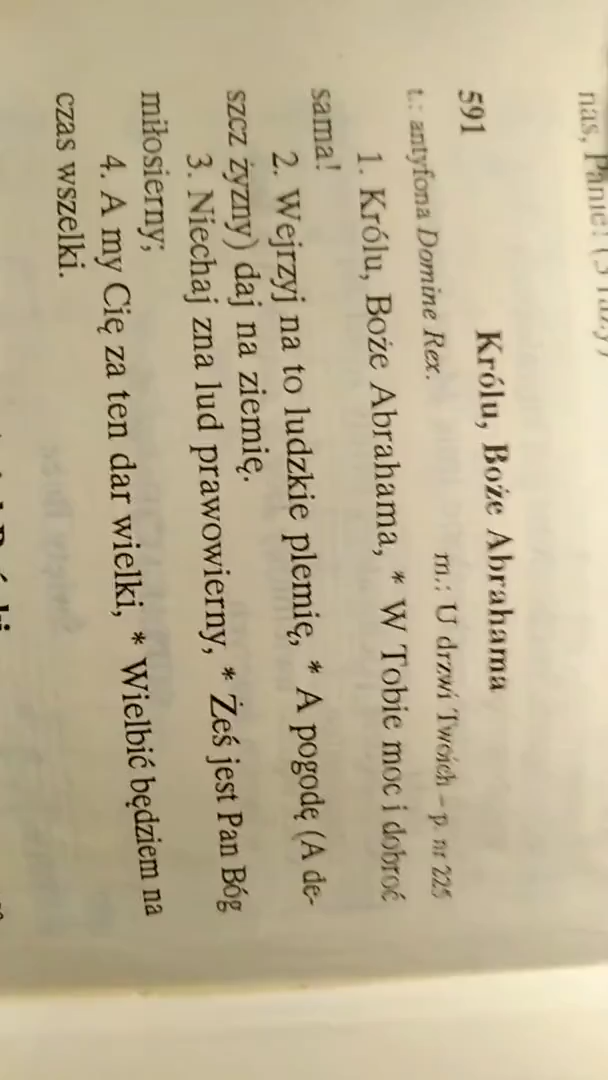 nas, Panie! (3 razy)
591 Królu, Boże Abrahama
t.: antyfona Domine Rex. m.: U drzwi Twoich – p. nr 225
1. Królu, Boże Abrahama, * W Tobie moc i dobroć
sama!
2. Wejrzyj na to ludzkie plemię, * A pogodę (A de-
szcz żyzny) daj na ziemię.
3. Niechaj zna lud prawowierny, * Żeś jest Pan Bóg
miłosierny;
4. A my Cię za ten dar wielki, * Wielbić będziem na
czas wszelki.